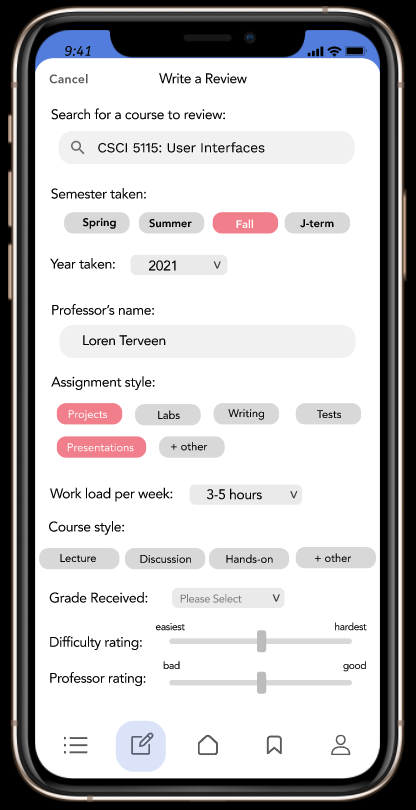 9:41
Cancel Write a Review
Search for a course to review:
CSCI 5115: User Interfaces
Semester taken:
Spring Summer Fall J-term
Year taken: 2021
Professor's name:
Loren Terveen
Assignment style:
Projects Labs Writing Tests
Presentations + other
Work load per week: 3-5 hours
Course style:
Lecture Discussion Hands-on + other
Grade Received: Please Select
easiest hardest
Difficulty rating:
bad good
Professor rating: